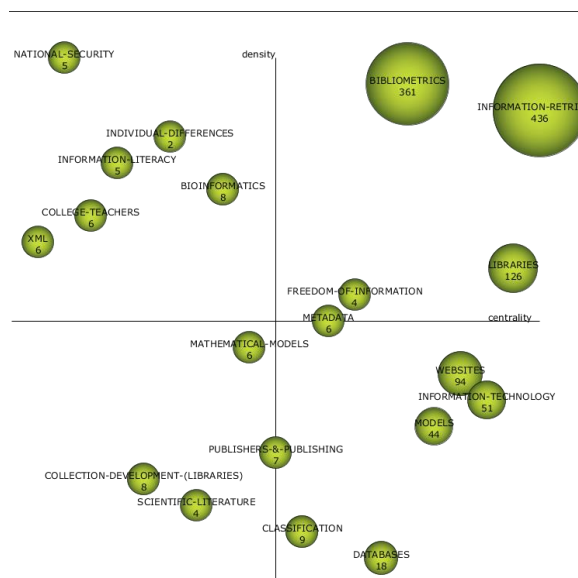 NATIONAL-SECURITY
5
density
BIBLIOMETRICS
361
INFORMATION-RETRI
436
INDIVIDUAL-DIFFERENCES
2
INFORMATION-LITERACY
5
BIOINFORMATICS
8
COLLEGE-TEACHERS
6
XML
6
LIBRARIES
126
FREEDOM-OF-INFORMATION
4
METADATA
6
centrality
MATHEMATICAL-MODELS
6
WEBSITES
94
INFORMATION-TECHNOLOGY
51
MODELS
44
PUBLISHERS-&-PUBLISHING
7
COLLECTION-DEVELOPMENT-(LIBRARIES)
8
SCIENTIFIC-LITERATURE
4
CLASSIFICATION
9
DATABASES
18